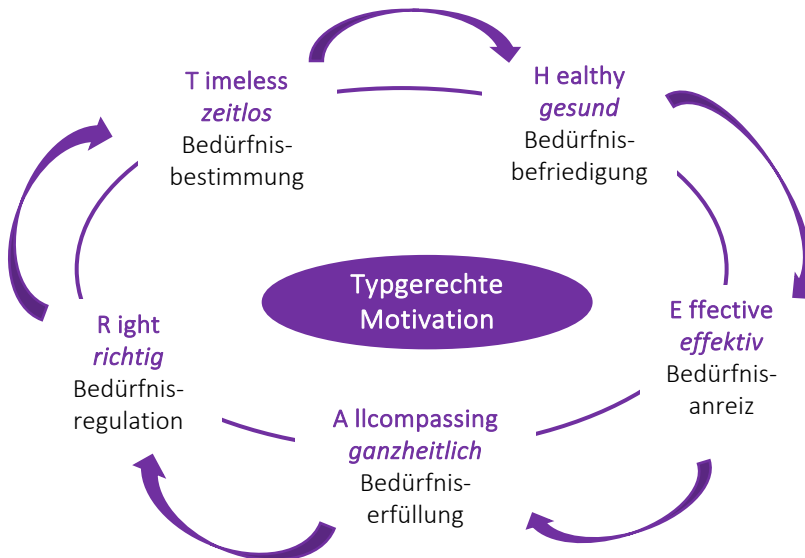 T imeless
zeitlos
Bedürfnis-
bestimmung
H ealthy
gesund
Bedürfnis-
befriedigung
Typgerechte
Motivation
E ffective
effektiv
Bedürfnis-
anreiz
A llcompassing
ganzheitlich
Bedürfnis-
erfüllung
R ight
richtig
Bedürfnis-
regulation